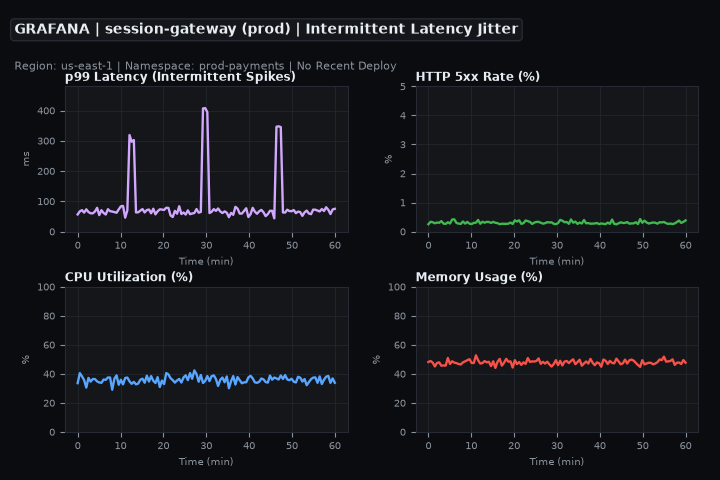 GRAFANA | session-gateway (prod) | Intermittent Latency Jitter
Region: us-east-1 | Namespace: prod-payments | No Recent Deploy
p99 Latency (Intermittent Spikes)
400
300
200
100
0
ms
0 10 20 30 40 50 60
Time (min)
HTTP 5xx Rate (%)
5
4
3
2
1
0
%
0 10 20 30 40 50 60
Time (min)
CPU Utilization (%)
100
80
60
40
20
0
%
0 10 20 30 40 50 60
Time (min)
Memory Usage (%)
100
80
60
40
20
0
%
0 10 20 30 40 50 60
Time (min)